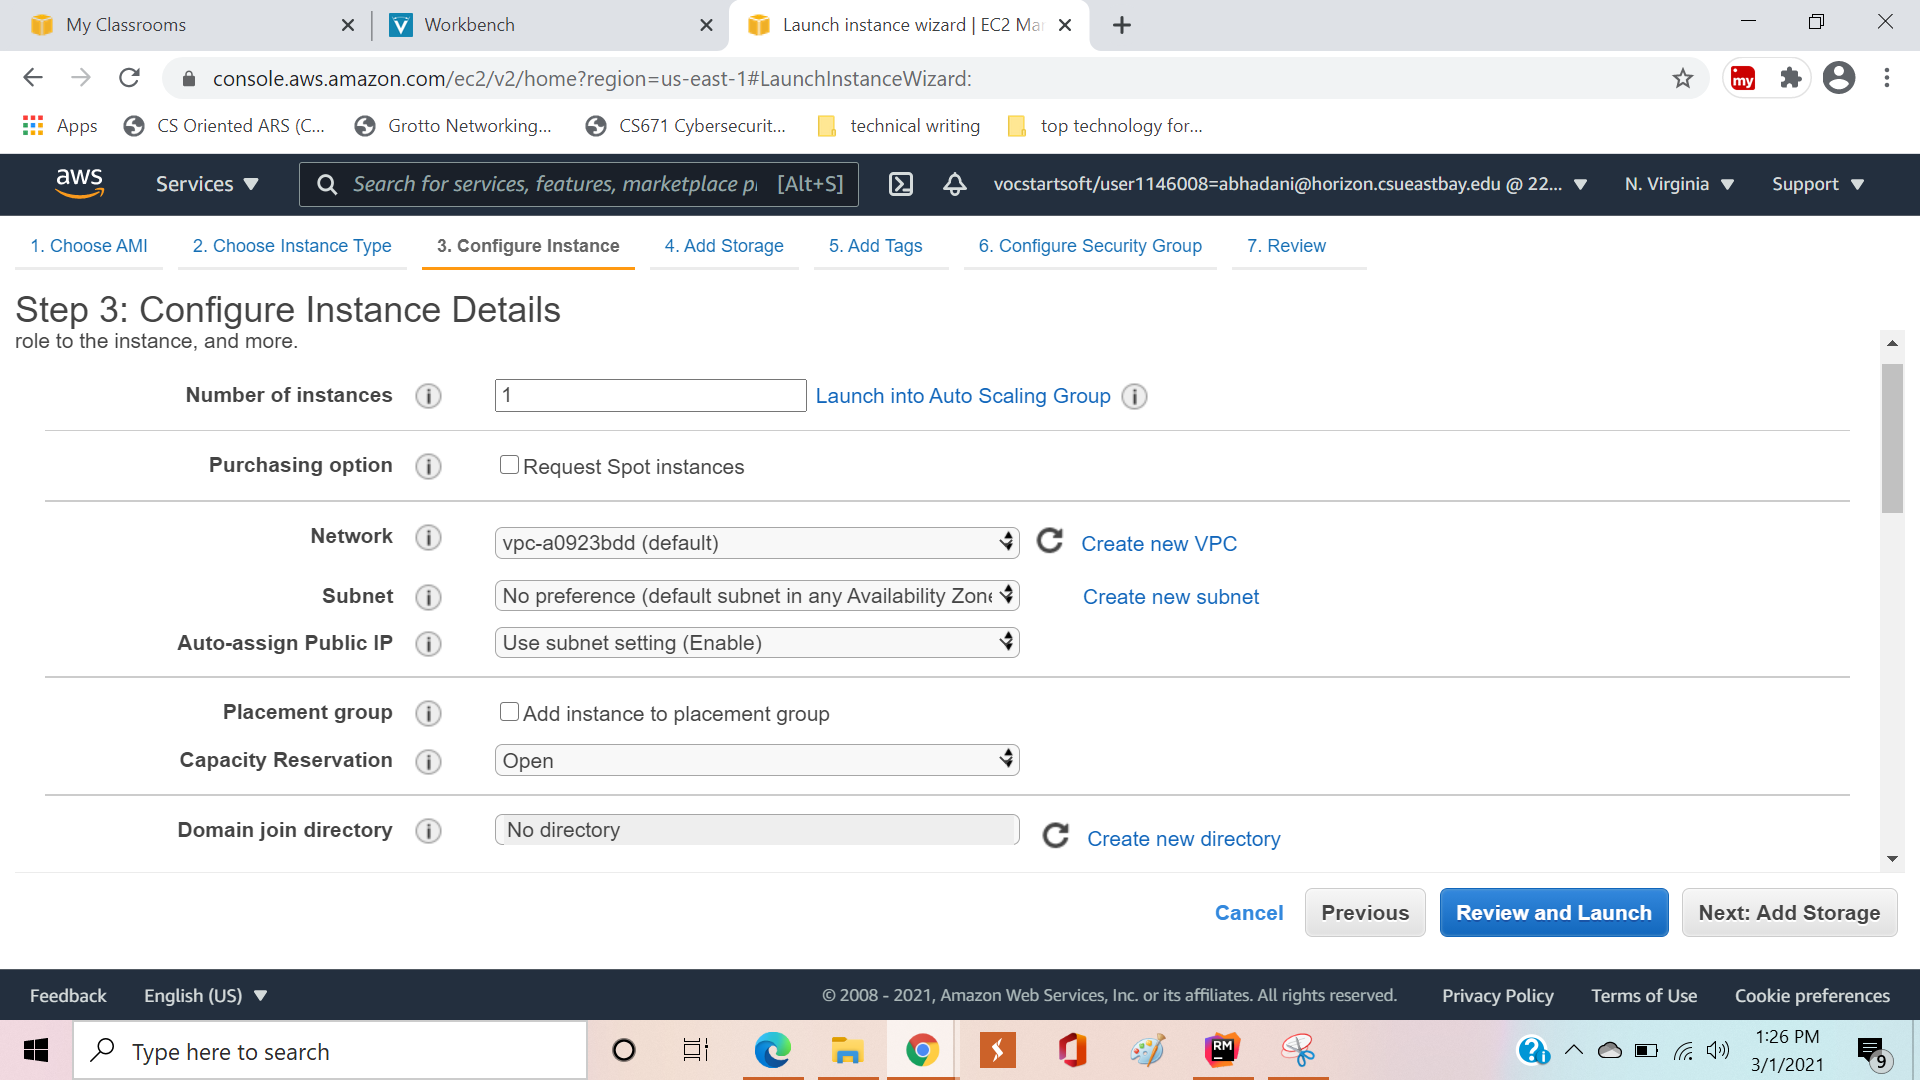 My Classrooms
Workbench
Launch instance wizard | EC2 Ma
console.aws.amazon.com/ec2/v2/home?region=us-east-1#LaunchInstanceWizard:
my
Apps
CS Oriented ARS (C...
Grotto Networking...
CS671 Cybersecurit...
technical writing
top technology for...
aws
Services
Search for services, features, marketplace p
[Alt+S]
vocstartsoft/user1146008=abhadani@horizon.csueastbay.edu @ 22...
N. Virginia
Support
1. Choose AMI
2. Choose Instance Type
3. Configure Instance
4. Add Storage
5. Add Tags
6. Configure Security Group
7. Review
Step 3: Configure Instance Details
role to the instance, and more.
Number of instances
1
Launch into Auto Scaling Group
Purchasing option
Request Spot instances
Network
vpc-a0923bdd (default)
Create new VPC
Subnet
No preference (default subnet in any Availability Zone
Create new subnet
Auto-assign Public IP
Use subnet setting (Enable)
Placement group
Add instance to placement group
Capacity Reservation
Open
Domain join directory
No directory
Create new directory
Cancel
Previous
Review and Launch
Next: Add Storage
Feedback
English (US)
© 2008 - 2021, Amazon Web Services, Inc. or its affiliates. All rights reserved.
Privacy Policy
Terms of Use
Cookie preferences
Type here to search
RM
1:26 PM
3/1/2021
9